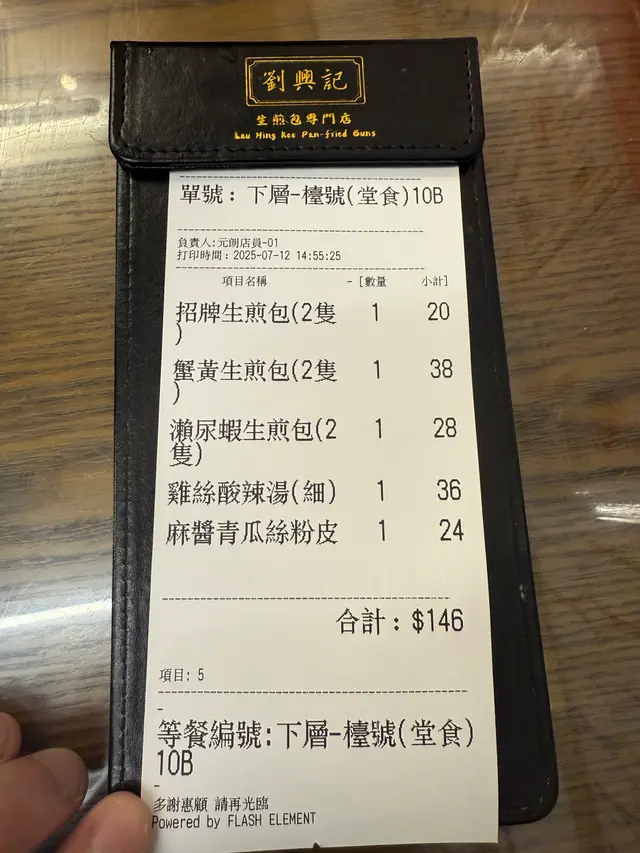 劉興記
生煎包專門店
Lau Hing Kee Pan-fried Buns
單號：下層-檯號(堂食)10B
負責人:元朗店員-01
打印時間：2025-07-12 14:55:25
項目名稱 -[數量 小計]
招牌生煎包(2隻 1 20
)
蟹黃生煎包(2隻 1 38
)
瀨尿蝦生煎包(2 1 28
隻)
雞絲酸辣湯(細) 1 36
麻醬青瓜絲粉皮 1 24
合計：$146
項目: 5
-
等餐編號:下層-檯號(堂食)
10B
-
多謝惠顧 請再光臨
Powered by FLASH ELEMENT